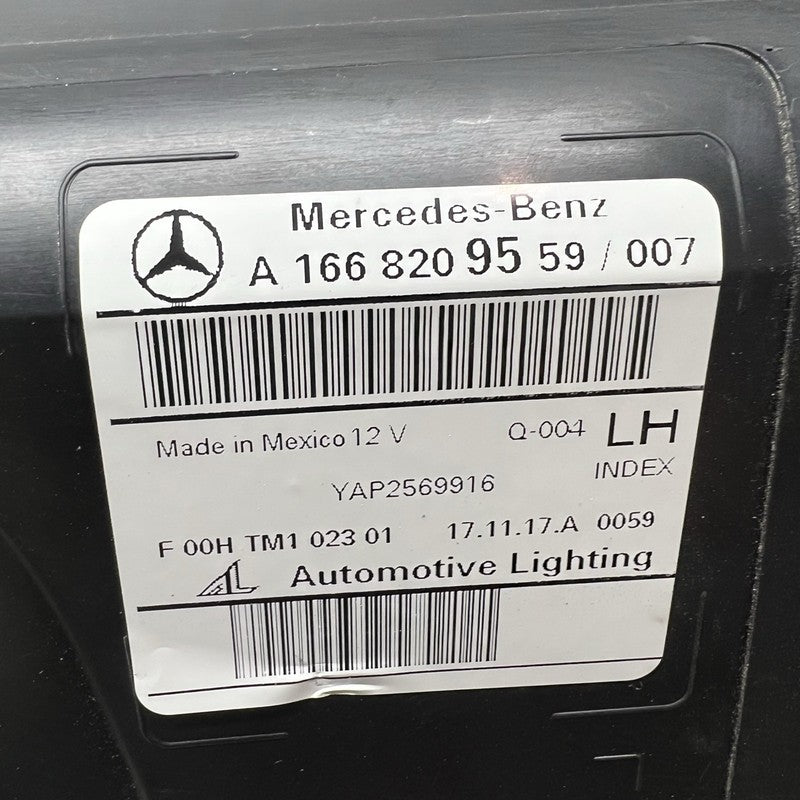 Mercedes-Benz
A 166 820 95 59 / 007
Made in Mexico 12 V Q-004 LH
INDEX
YAP2569916
F 00H TM1 023 01 17.11.17.A 0059
AL Automotive Lighting